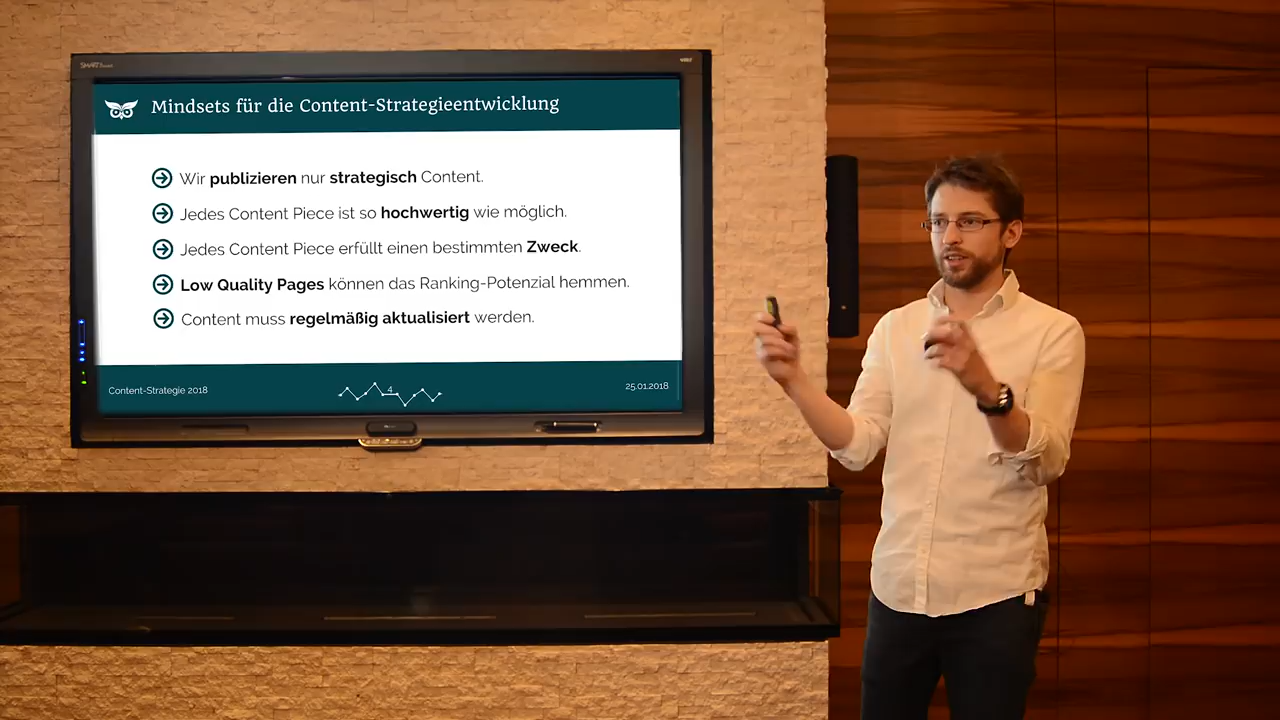 SMART Board
Mindsets für die Content-Strategieentwicklung
Wir publizieren nur strategisch Content.
Jedes Content Piece ist so hochwertig wie möglich.
Jedes Content Piece erfüllt einen bestimmten Zweck.
Low Quality Pages können das Ranking-Potenzial hemmen.
Content muss regelmäßig aktualisiert werden.
Content-Strategie 2018
4
25.01.2018